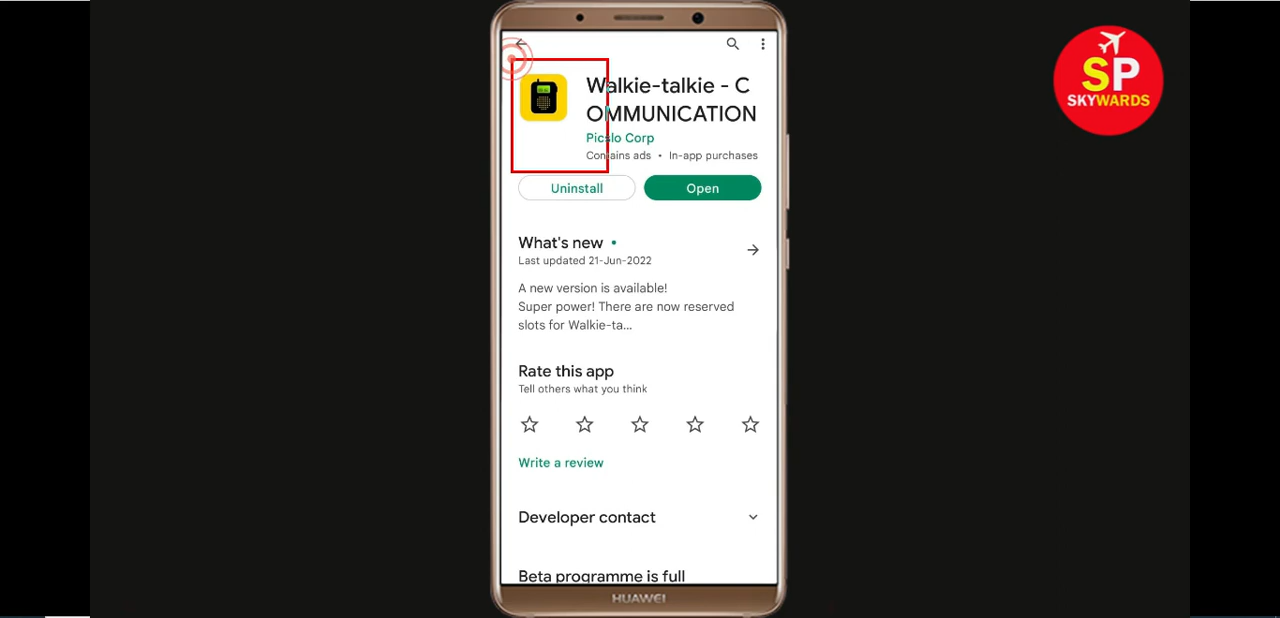 SP
SKYWARDS
Walkie-talkie - C
OMMUNICATION
Picslo Corp
Contains ads • In-app purchases
Uninstall
Open
What's new •
Last updated 21-Jun-2022
A new version is available!
Super power! There are now reserved
slots for Walkie-ta...
Rate this app
Tell others what you think
Write a review
Developer contact
Beta programme is full
HUAWEI